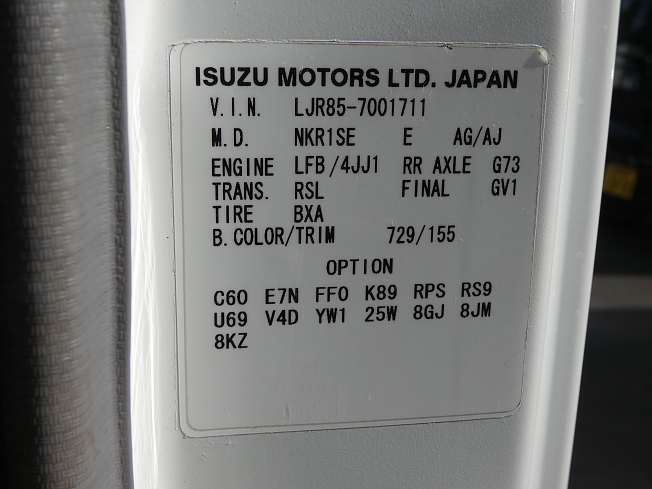 ISUZU MOTORS LTD. JAPAN
V.I.N. LJR85-7001711
M.D. NKR1SE E AG/AJ
ENGINE LFB/4JJ1 RR AXLE G73
TRANS. RSL FINAL GV1
TIRE BXA
B.COLOR/TRIM 729/155
OPTION
C60 E7N FF0 K89 RPS RS9
U69 V4D YW1 25W 8GJ 8JM
8KZ